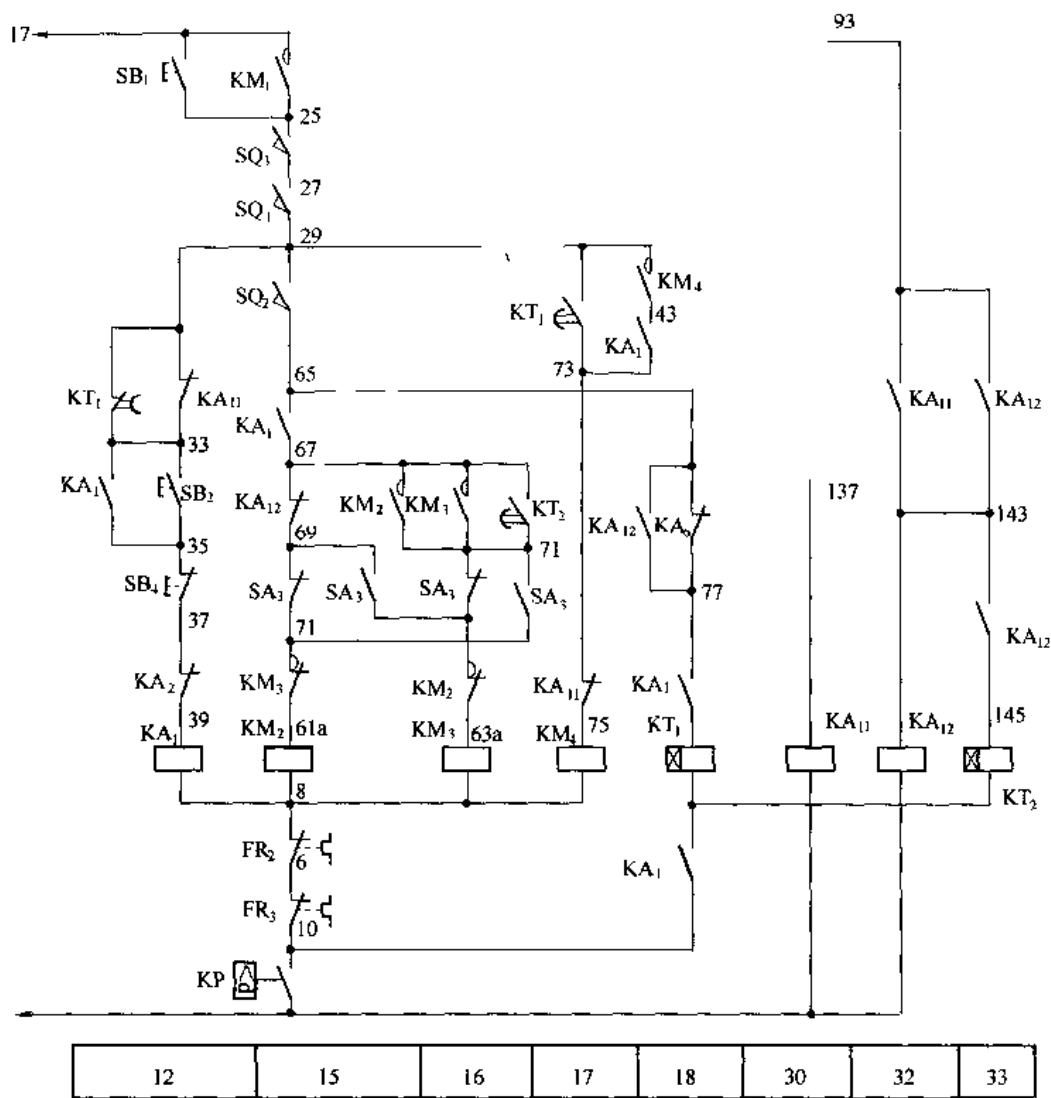 17
93
SB₁
KM₁
25
SQ₃
27
SQ₁
29
SQ₂
KM₄
KT₁
43
KA₁
73
65
KT₁
KA₁₁
KA₁
KA₁₁
KA₁₂
33
67
KA₁
SB₂
KA₁₂
KM₂
KM₃
KT₂
KA₁₂
KA₆
137
143
35
69
71
SB₄
SA₃
SA₃
SA₃
SA₃
77
37
71
KA₁₂
KA₂
KM₃
KM₂
KA₁₁
KA₁
39
KA₁
KM₂
61a
KM₃
63a
KM₄
75
KT₁
KA₁₁
KA₁₂
145
8
KT₂
FR₂
6
KA₁
FR₃
10
KP
P
12
15
16
17
18
30
32
33